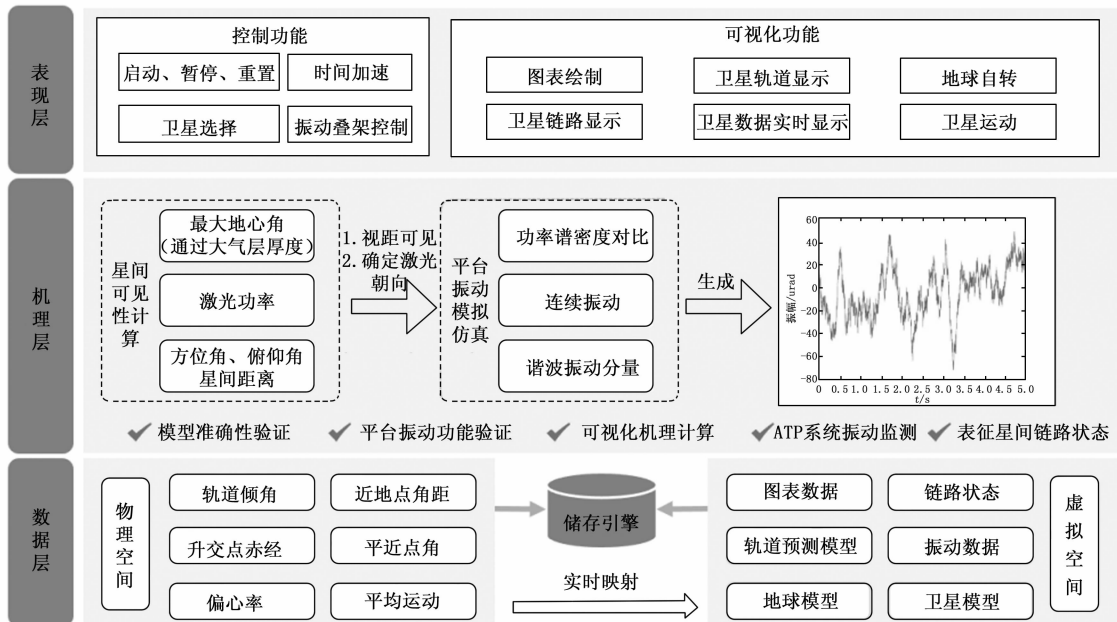 表现层
控制功能
启动、暂停、重置
时间加速
卫星选择
振动叠架控制
可视化功能
图表绘制
卫星轨道显示
地球自转
卫星链路显示
卫星数据实时显示
卫星运动
机理层
星间可见性计算
最大地心角
(通过大气层厚度)
激光功率
方位角、俯仰角
星间距离
1. 视距可见
2. 确定激光
朝向
平台振动模拟仿真
功率谱密度对比
连续振动
谐波振动分量
生成
振幅/urad
60
40
20
0
-20
-40
-60
-80
0 0.5 1.0 1.5 2.0 2.5 3.0 3.5 4.0 4.5 5.0
t/s
模型准确性验证
平台振动功能验证
可视化机理计算
ATP系统振动监测
表征星间链路状态
数据层
物理空间
轨道倾角
近地点角距
升交点赤经
平近点角
偏心率
平均运动
储存引擎
实时映射
图表数据
链路状态
轨道预测模型
振动数据
地球模型
卫星模型
虚拟空间